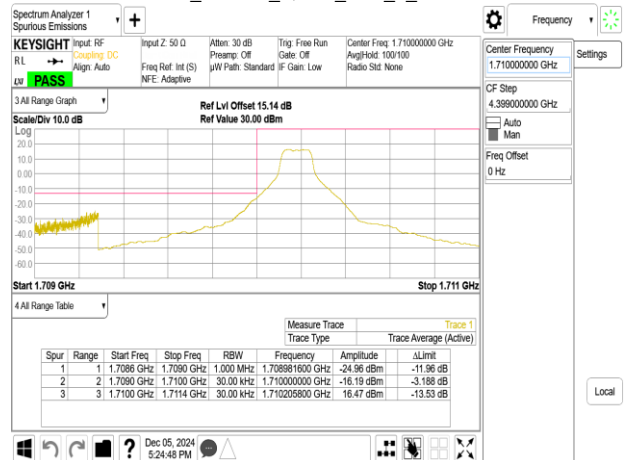 Spectrum Analyzer 1
Spurious Emissions
Frequency
KEYSIGHT
RL
LXI
PASS
Input: RF
Coupling: DC
Align: Auto
Input Z: 50 Ω
Freq Ref: Int (S)
NFE: Adaptive
Atten: 30 dB
Preamp: Off
µW Path: Standard
Trig: Free Run
Gate: Off
IF Gain: Low
Center Freq: 1.710000000 GHz
Avg|Hold: 100/100
Radio Std: None
Center Frequency
1.710000000 GHz
Settings
CF Step
4.399000000 GHz
Auto
Man
Freq Offset
0 Hz
3 All Range Graph
Scale/Div 10.0 dB
Ref Lvl Offset 15.14 dB
Ref Value 30.00 dBm
Log
20.0
10.0
0.00
-10.0
-20.0
-30.0
-40.0
-50.0
-60.0
Start 1.709 GHz Stop 1.711 GHz
4 All Range Table
Measure Trace Trace 1
Trace Type Trace Average (Active)
Spur Range Start Freq Stop Freq RBW Frequency Amplitude ΔLimit
1 1 1.7086 GHz 1.7090 GHz 1.000 MHz 1.708981600 GHz -24.96 dBm -11.96 dB
2 2 1.7090 GHz 1.7100 GHz 30.00 kHz 1.710000000 GHz -16.19 dBm -3.188 dB
3 3 1.7100 GHz 1.7114 GHz 30.00 kHz 1.710205800 GHz 16.47 dBm -13.53 dB
Local
Dec 05, 2024
5:24:48 PM